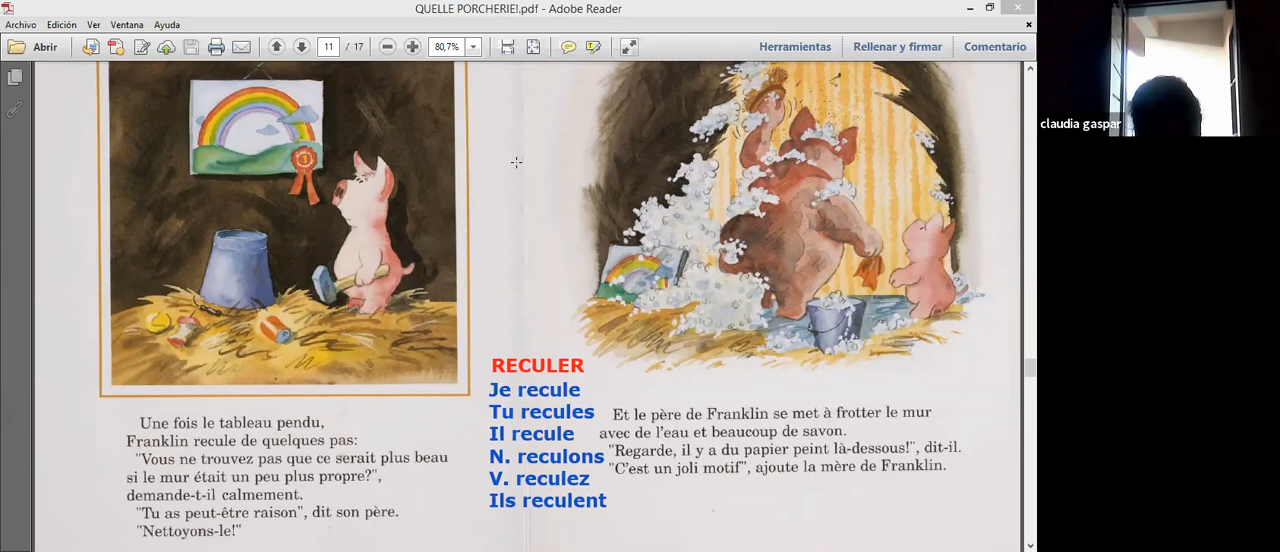 QUELLE PORCHERIE!.pdf - Adobe Reader
Archivo Edición Ver Ventana Ayuda
Abrir 11 / 17 80,7% Herramientas Rellenar y firmar Comentario
claudia gaspar
1
Une fois le tableau pendu,
Franklin recule de quelques pas:
"Vous ne trouvez pas que ce serait plus beau
si le mur était un peu plus propre?",
demande-t-il calmement.
"Tu as peut-être raison", dit son père.
"Nettoyons-le!"
RECULER
Je recule
Tu recules
Il recule
N. reculons
V. reculez
Ils reculent
Et le père de Franklin se met à frotter le mur
avec de l'eau et beaucoup de savon.
"Regarde, il y a du papier peint là-dessous!", dit-il.
"C'est un joli motif", ajoute la mère de Franklin.